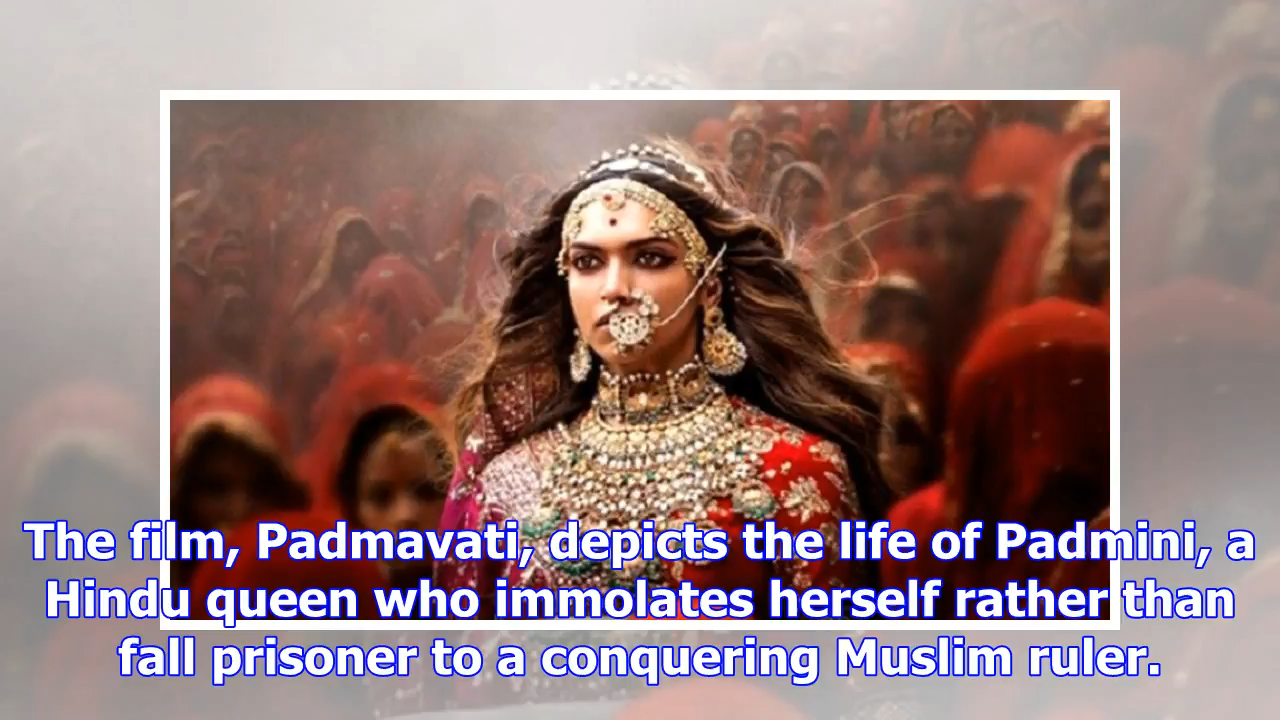 The film, Padmavati, depicts the life of Padmini, a
Hindu queen who immolates herself rather than
fall prisoner to a conquering Muslim ruler.